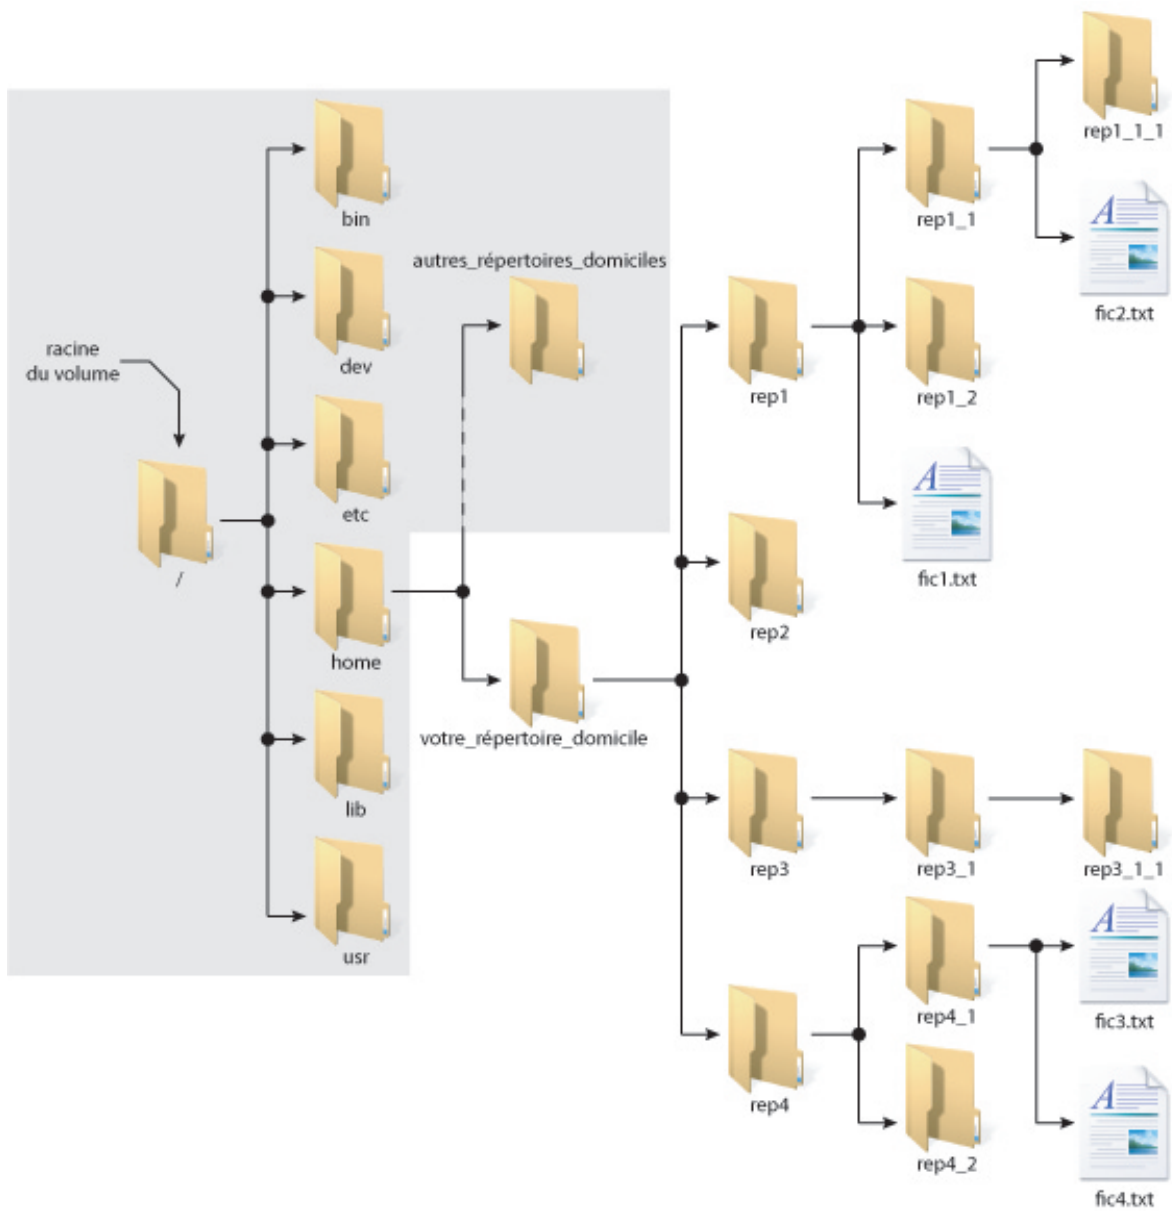 rep1_1_1
bin
rep1_1
autres_répertoires_domiciles
fic2.txt
racine
du volume
dev
rep1
rep1_2
etc
/
fic1.txt
rep2
home
votre_répertoire_domicile
lib
rep3
rep3_1
rep3_1_1
usr
rep4_1
fic3.txt
rep4
rep4_2
fic4.txt